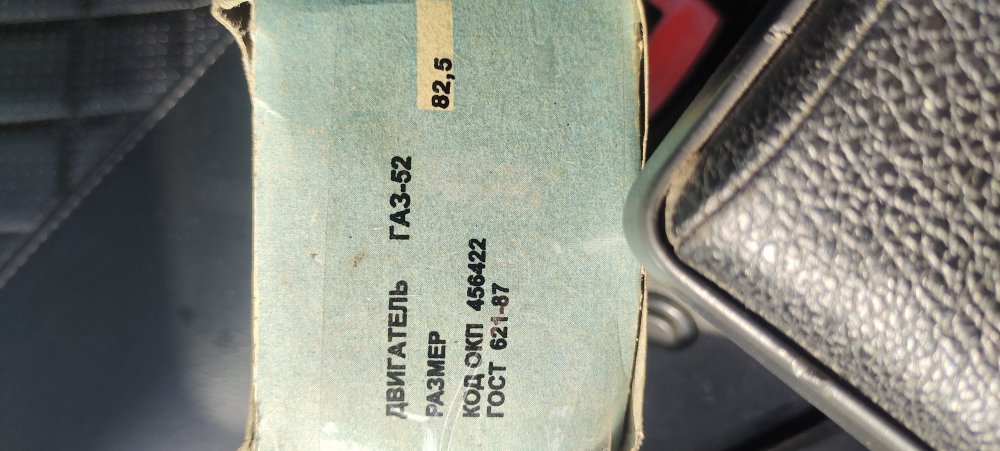 ДВИГАТЕЛЬ ГАЗ-52
РАЗМЕР 82,5
КОД ОКП 456422
ГОСТ 621-87